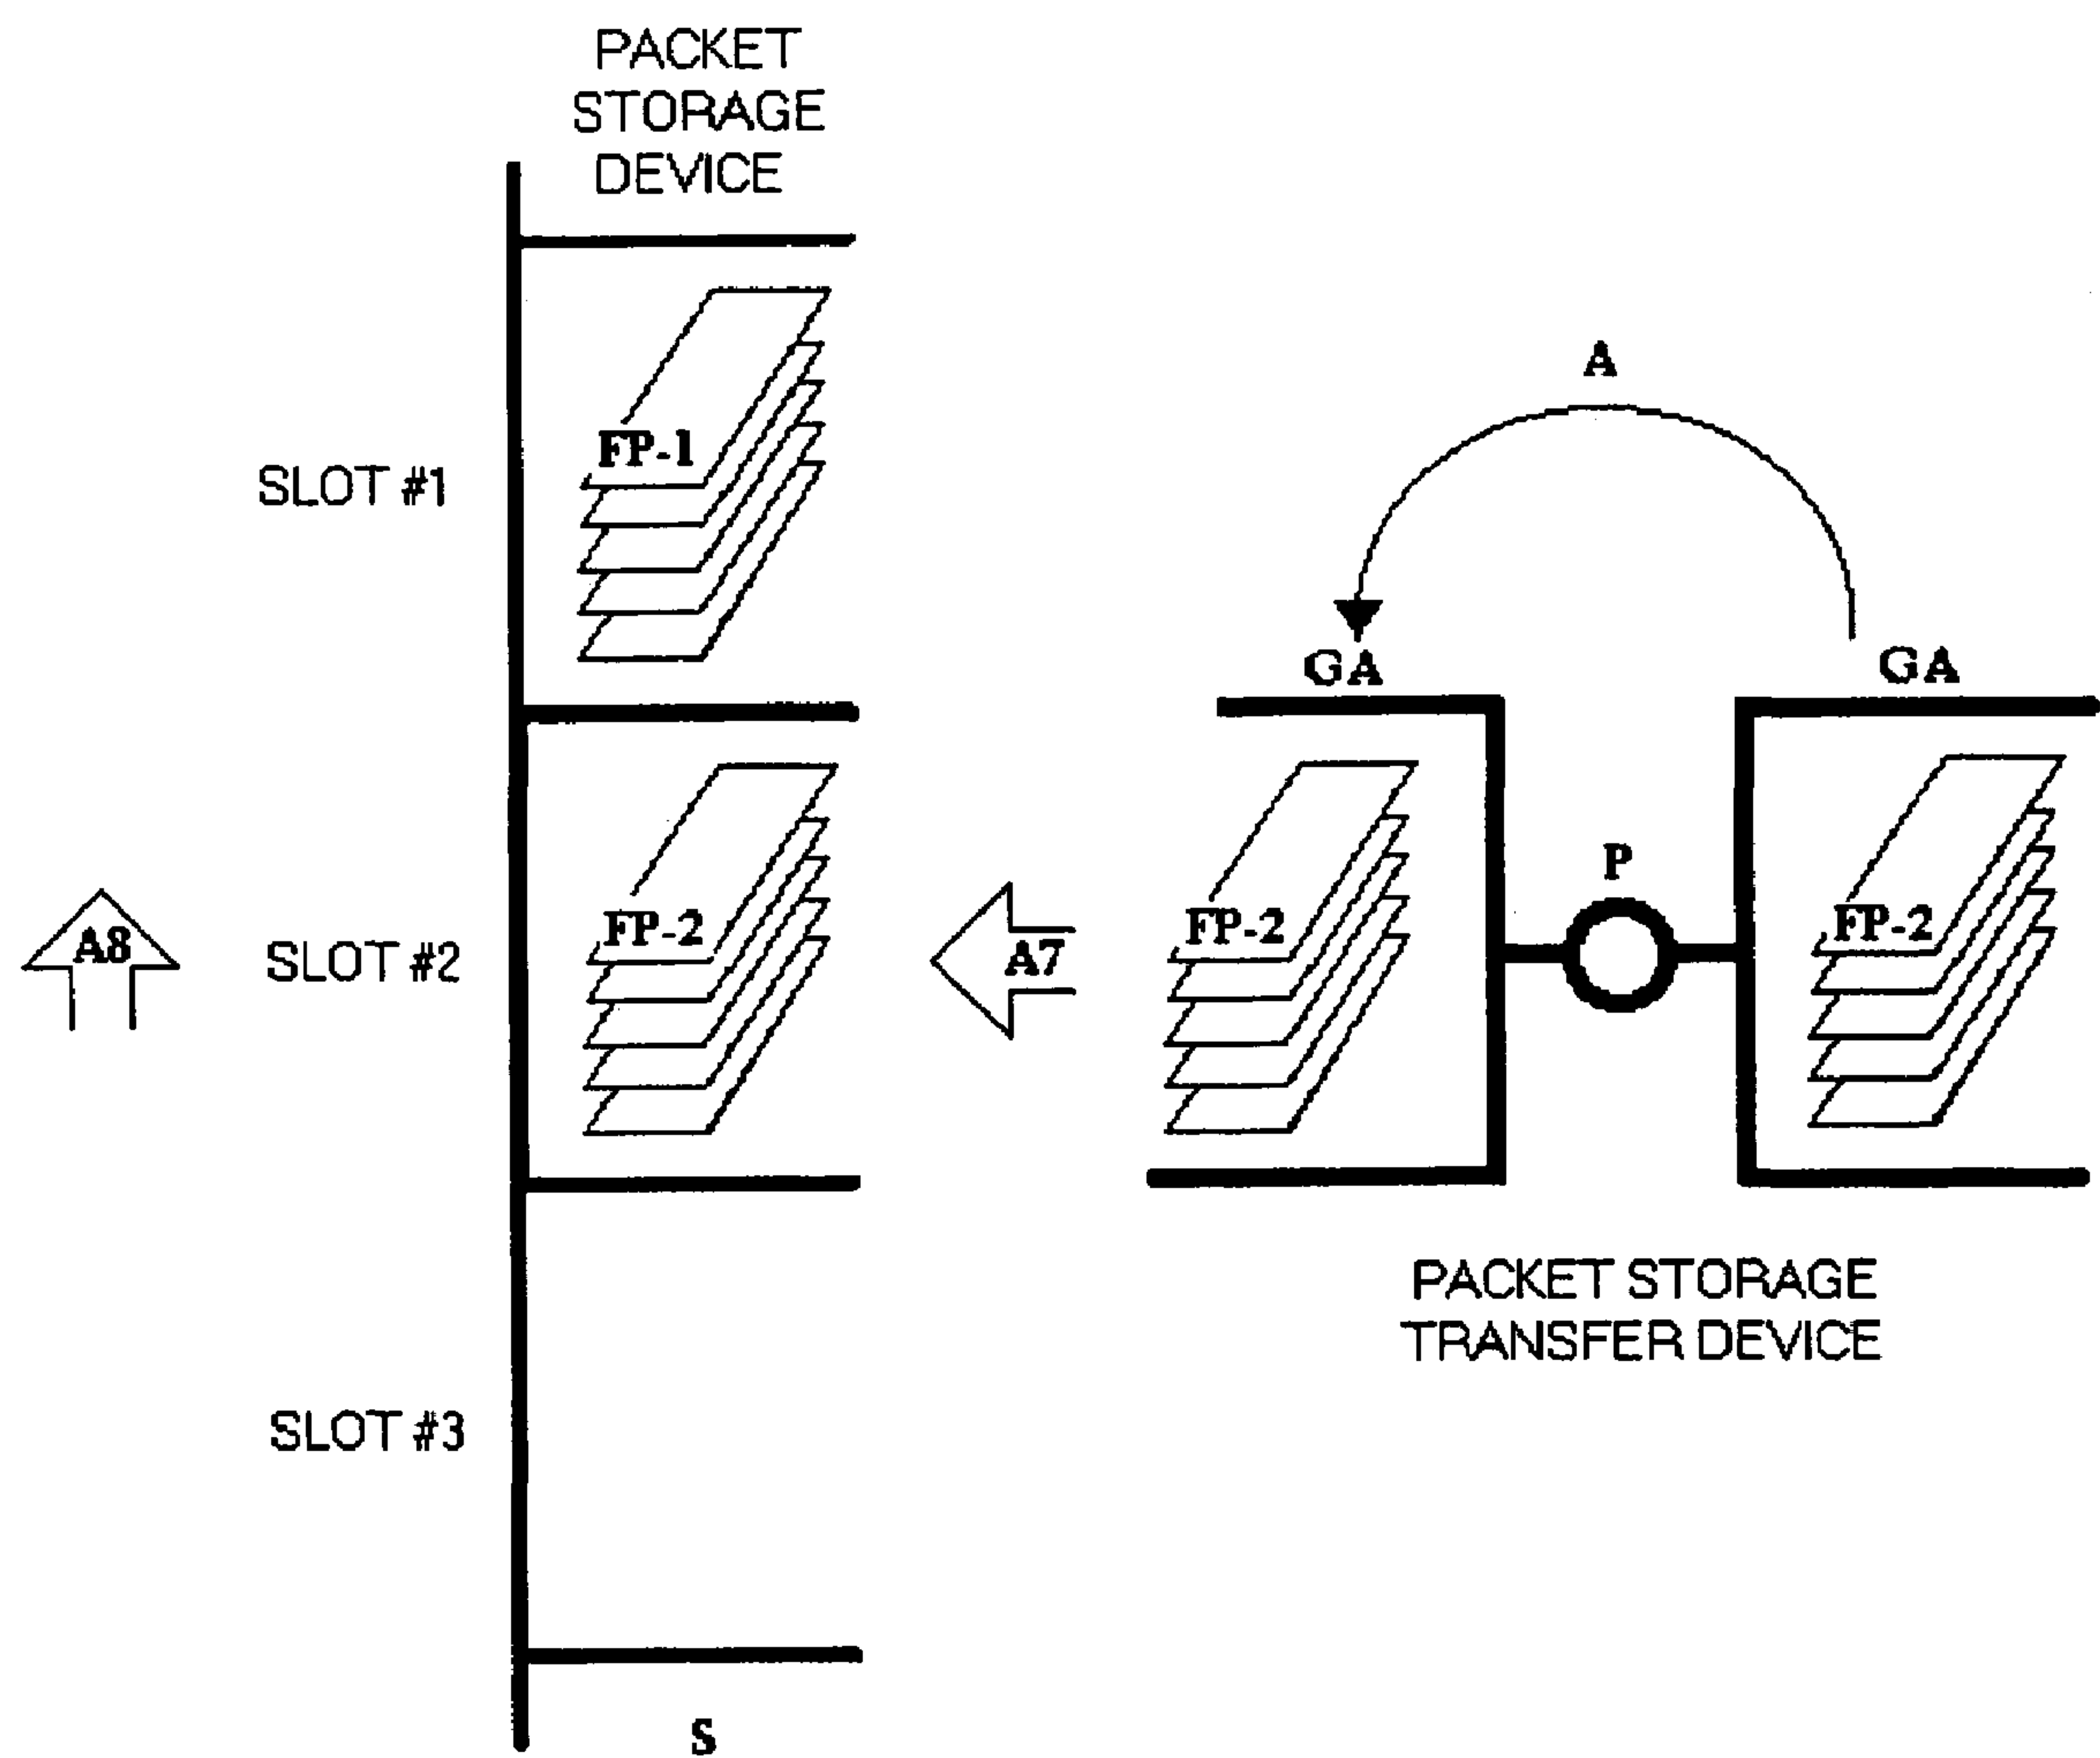 PACKET
STORAGE
DEVICE
A
FP-1
SLOT #1
GA
GA
P
A8
SLOT #2
FP-2
A7
FP-2
FP-2
PACKET STORAGE
TRANSFER DEVICE
SLOT #3
S